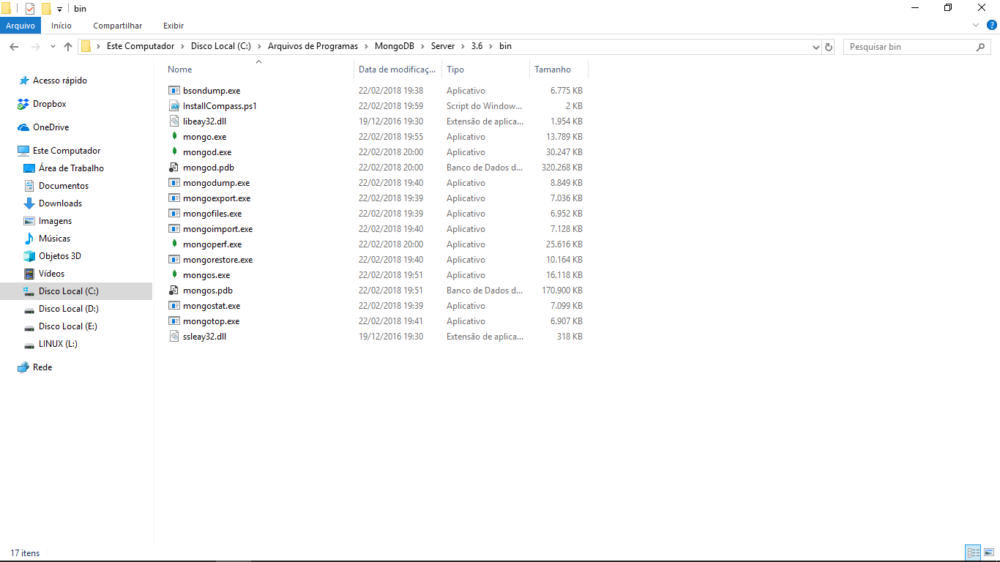 bin
Arquivo Início Compartilhar Exibir
Este Computador Disco Local (C:) Arquivos de Programas MongoDB Server 3.6 bin
Pesquisar bin
Acesso rápido
Dropbox
OneDrive
Este Computador
Área de Trabalho
Documentos
Downloads
Imagens
Músicas
Objetos 3D
Vídeos
Disco Local (C:)
Disco Local (D:)
Disco Local (E:)
LINUX (L:)
Rede
Nome Data de modificaç... Tipo Tamanho
bsondump.exe 22/02/2018 19:38 Aplicativo 6.775 KB
InstallCompass.ps1 22/02/2018 19:59 Script do Window... 2 KB
libeay32.dll 19/12/2016 19:30 Extensão de aplica... 1.954 KB
mongo.exe 22/02/2018 19:55 Aplicativo 13.789 KB
mongod.exe 22/02/2018 20:00 Aplicativo 30.247 KB
mongod.pdb 22/02/2018 20:00 Banco de Dados d... 320.268 KB
mongodump.exe 22/02/2018 19:40 Aplicativo 8.849 KB
mongoexport.exe 22/02/2018 19:39 Aplicativo 7.036 KB
mongofiles.exe 22/02/2018 19:39 Aplicativo 6.952 KB
mongoimport.exe 22/02/2018 19:40 Aplicativo 7.128 KB
mongoperf.exe 22/02/2018 20:00 Aplicativo 25.616 KB
mongorestore.exe 22/02/2018 19:40 Aplicativo 10.164 KB
mongos.exe 22/02/2018 19:51 Aplicativo 16.118 KB
mongos.pdb 22/02/2018 19:51 Banco de Dados d... 170.900 KB
mongostat.exe 22/02/2018 19:39 Aplicativo 7.099 KB
mongotop.exe 22/02/2018 19:41 Aplicativo 6.907 KB
ssleay32.dll 19/12/2016 19:30 Extensão de aplica... 318 KB
17 itens